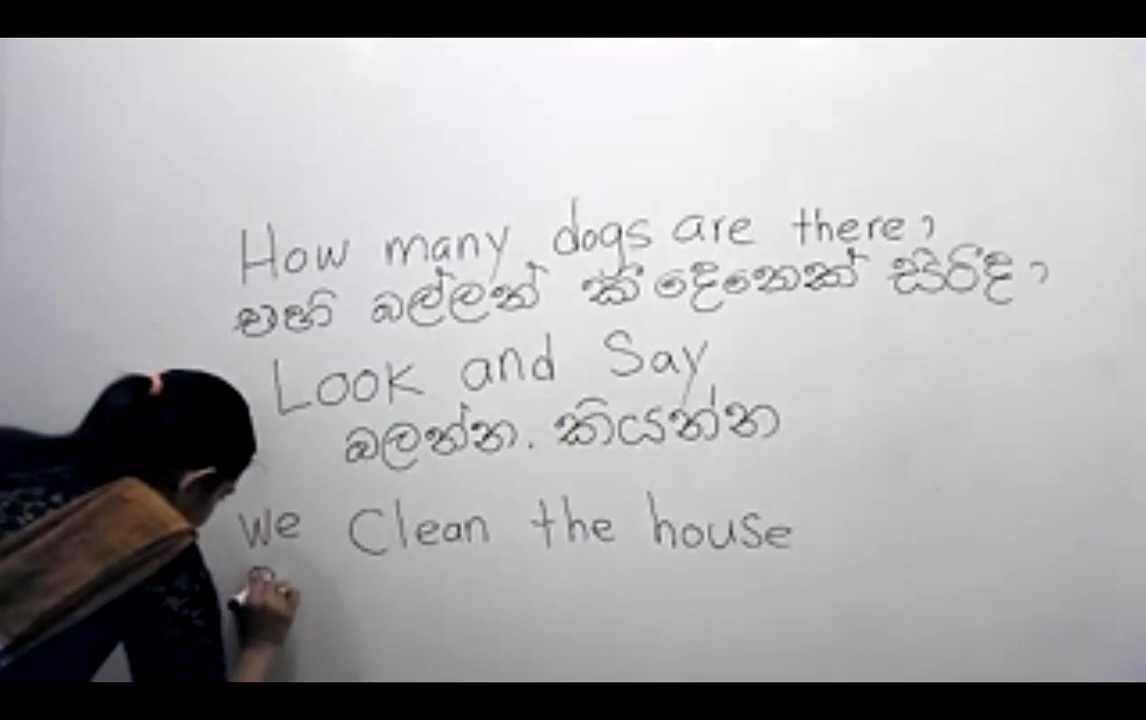 How many dogs are there?
එහි බල්ලන් කී දෙනෙක් සිරීද?
Look and Say
බලන්න. කියන්න
We Clean the house